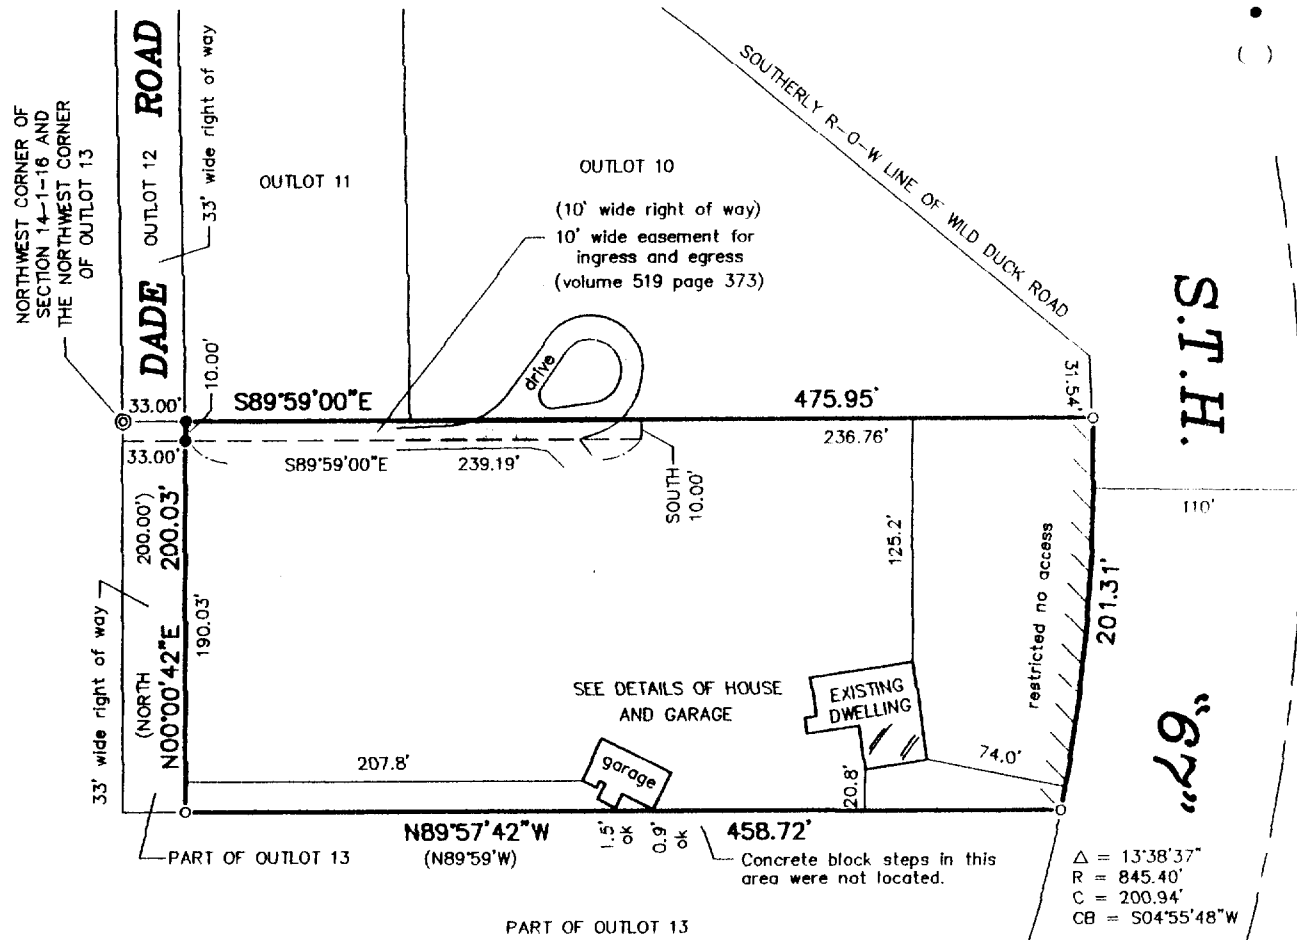 NORTHWEST CORNER OF
SECTION 14-1-16 AND
THE NORTHWEST CORNER
OF OUTLOT 13
DADE ROAD
OUTLOT 12
33' wide right of way
OUTLOT 11
OUTLOT 10
(10' wide right of way)
10' wide easement for
ingress and egress
(volume 519 page 373)
SOUTHERLY R-O-W LINE OF WILD DUCK ROAD
( )
S.T.H.
"67"
10.00'
33.00'
S89°59'00"E
drive
475.95'
31.54'
33.00'
S89°59'00"E
239.19'
236.76'
SOUTH
10.00'
110'
(NORTH 200.00')
N00°00'42"E 200.03'
190.03'
33' wide right of way
125.2'
restricted no access
201.31'
SEE DETAILS OF HOUSE
AND GARAGE
EXISTING
DWELLING
207.8'
garage
20.8'
74.0'
N89°57'42"W
(N89°59'W)
1.5'
ok
0.9'
ok
458.72'
PART OF OUTLOT 13
Concrete block steps in this
area were not located.
Δ = 13°38'37"
R = 845.40'
C = 200.94'
CB = S04°55'48"W
PART OF OUTLOT 13